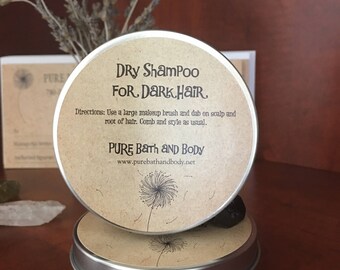 Dry Shampoo
for Dark Hair
Directions: Use a large makeup brush and dab on scalp and
root of hair. Comb and style as usual.
PURE Bath and Body
www.purebathandbody.net
PURE